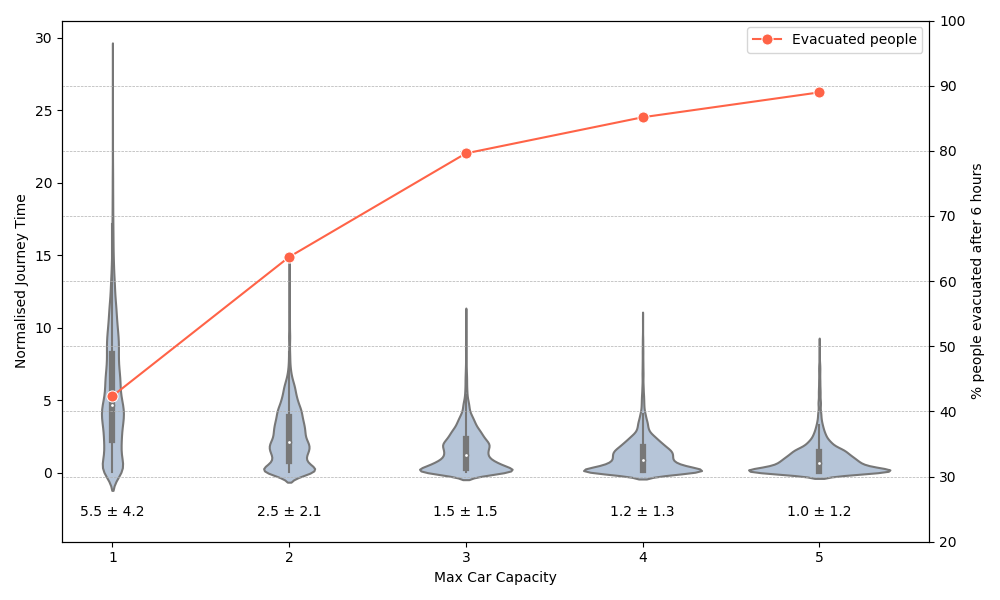 Evacuated people
Normalised Journey Time
30
25
20
15
10
5
0
100
90
80
70
60
50
40
30
20
% people evacuated after 6 hours
5.5 ± 4.2
2.5 ± 2.1
1.5 ± 1.5
1.2 ± 1.3
1.0 ± 1.2
1
2
3
4
5
Max Car Capacity